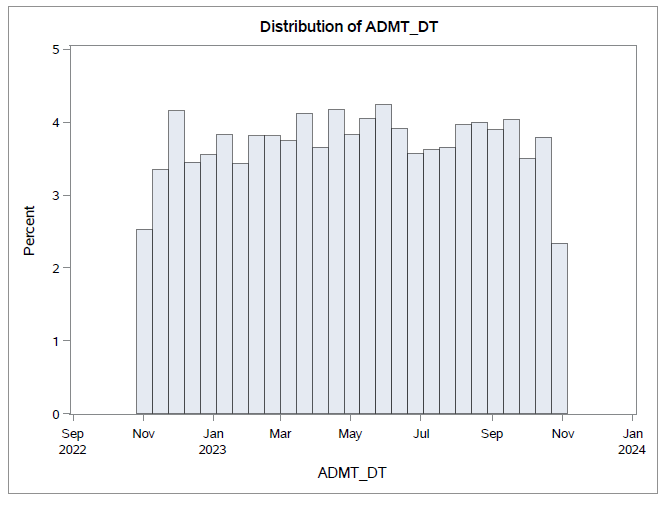 Distribution of ADMT_DT
5
4
3
2
1
0
Percent
Sep Nov Jan Mar May Jul Sep Nov Jan
2022 2023 2024
ADMT_DT